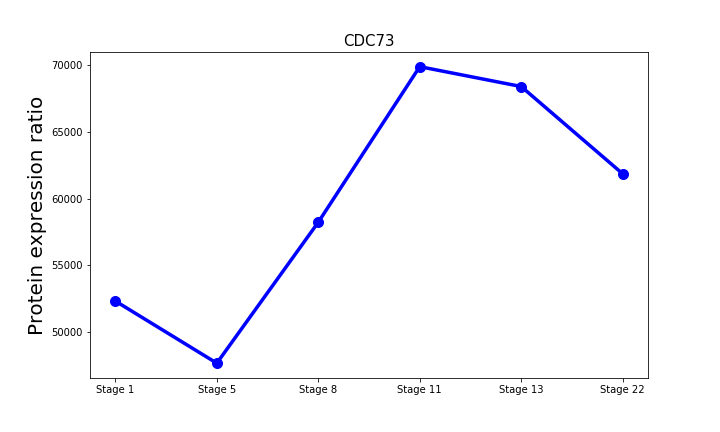 CDC73
Protein expression ratio
70000
65000
60000
55000
50000
Stage 1
Stage 5
Stage 8
Stage 11
Stage 13
Stage 22